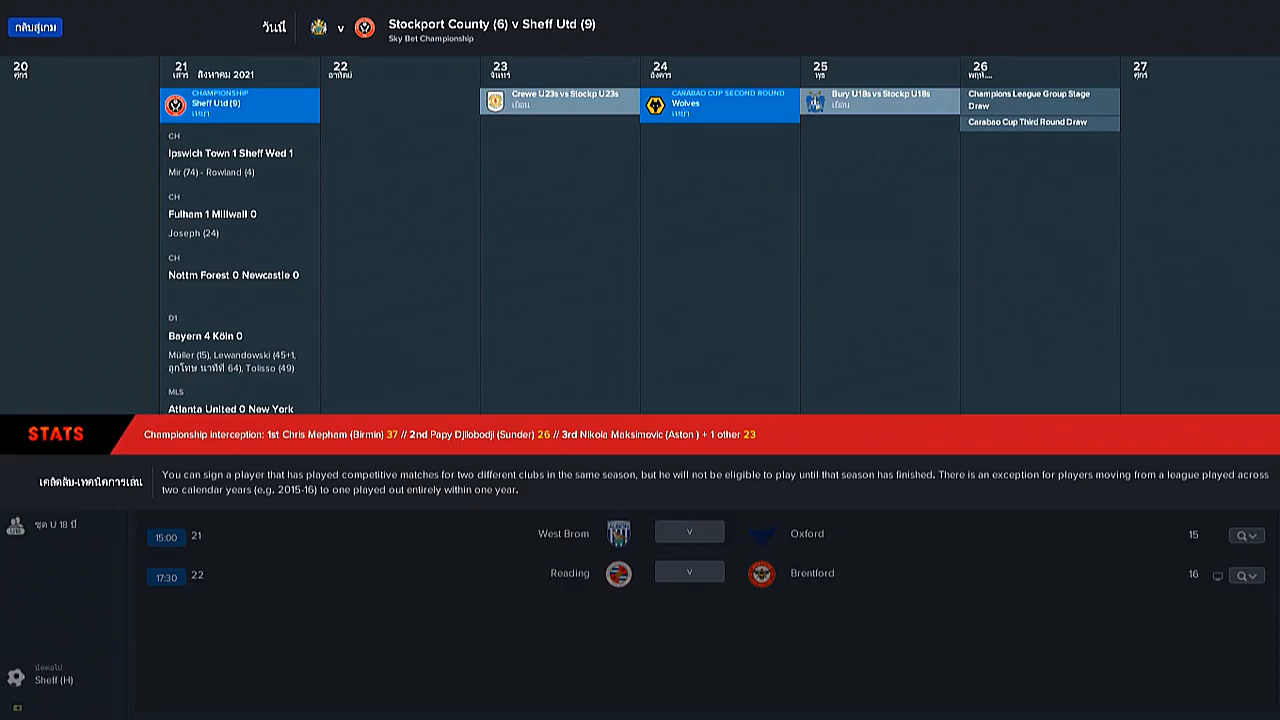 กลับสู่เกม
วันนี้
v
Stockport County (6) v Sheff Utd (9)
Sky Bet Championship
20
ศุกร์
21
เสาร์ สิงหาคม 2021
22
อาทิตย์
23
จันทร์
24
อังคาร
25
พุธ
26
พฤหั....
27
ศุกร์
CHAMPIONSHIP
Sheff Utd (9)
เหย้า
Crewe U23s vs Stockp U23s
เยือน
CARABAO CUP SECOND ROUND
Wolves
เหย้า
Bury U18s vs Stockp U18s
เยือน
Champions League Group Stage
Draw
Carabao Cup Third Round Draw
CH
Ipswich Town 1 Sheff Wed 1
Mir (74) - Rowland (4)
CH
Fulham 1 Millwall 0
Joseph (24)
CH
Nottm Forest 0 Newcastle 0
D1
Bayern 4 Köln 0
Müller (15), Lewandowski (45+1,
ลูกโทษ นาทีที่ 64), Tolisso (49)
MLS
Atlanta United 0 New York
STATS
Championship Interception: 1st Chris Mepham (Birmin) 37 // 2nd Papy Djilobodji (Sunder) 26 // 3rd Nikola Maksimovic (Aston ) + 1 other 23
เคล็ดลับ-เทคนิคการเล่น
You can sign a player that has played competitive matches for two different clubs in the same season, but he will not be eligible to play until that season has finished. There is an exception for players moving from a league played across
two calendar years (e.g. 2015-16) to one played out entirely within one year.
U18
ชุด U 18 ปี
15:00 21 West Brom v Oxford 15
17:30 22 Reading v Brentford 16
นัดต่อไป
Sheff (H)